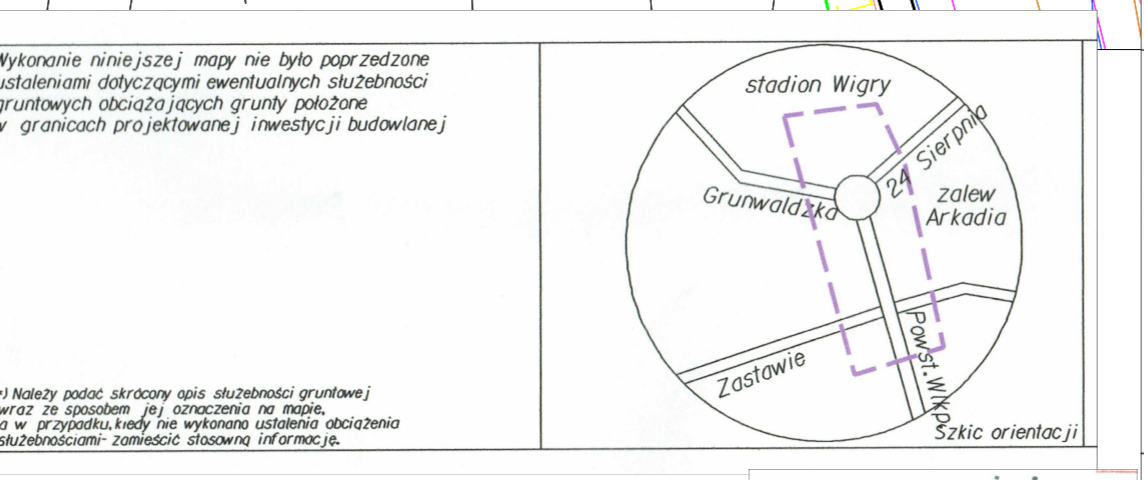 Wykonanie niniejszej mapy nie było poprzedzone
ustaleniami dotyczącymi ewentualnych służebności
gruntowych obciążających grunty położone
w granicach projektowanej inwestycji budowlanej
*) Należy podać skrócony opis służebności gruntowej
wraz ze sposobem jej oznaczenia na mapie,
a w przypadku, kiedy nie wykonano ustalenia obciążenia
służebnościami- zamieścić stosowną informację.
stadion Wigry
24 Sierpnia
Grunwaldzka
zalew
Arkadia
Zastawie
Powst. Wlkp.
Szkic orientacji